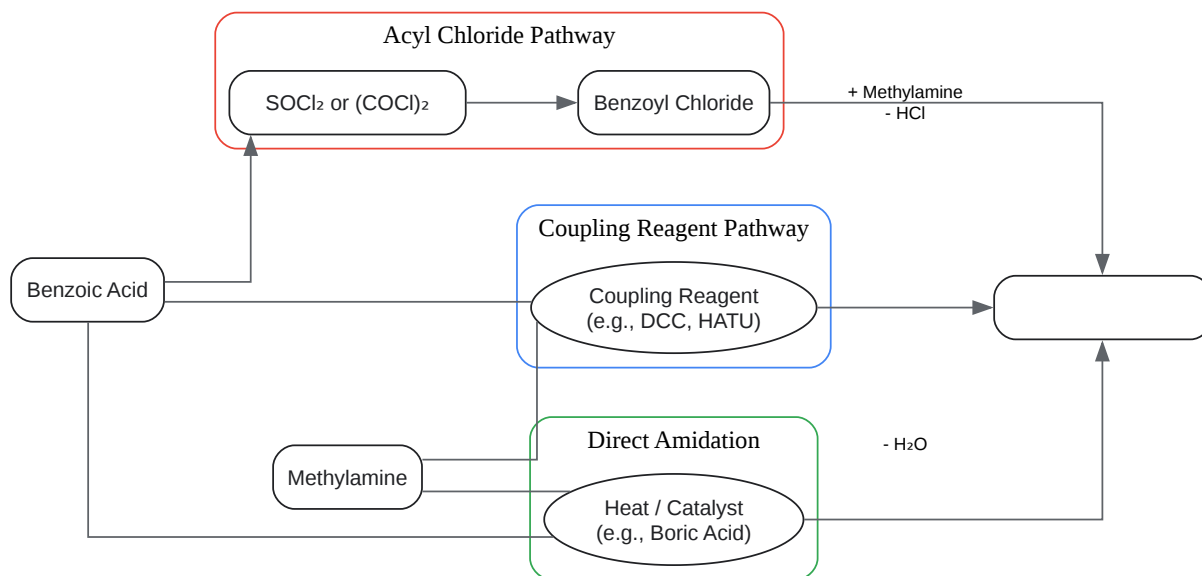 Acyl Chloride Pathway
SOCl₂ or (COCl)₂
Benzoyl Chloride
+ Methylamine
- HCl
Coupling Reagent Pathway
Benzoic Acid
Coupling Reagent
(e.g., DCC, HATU)
Direct Amidation
- H₂O
Methylamine
Heat / Catalyst
(e.g., Boric Acid)